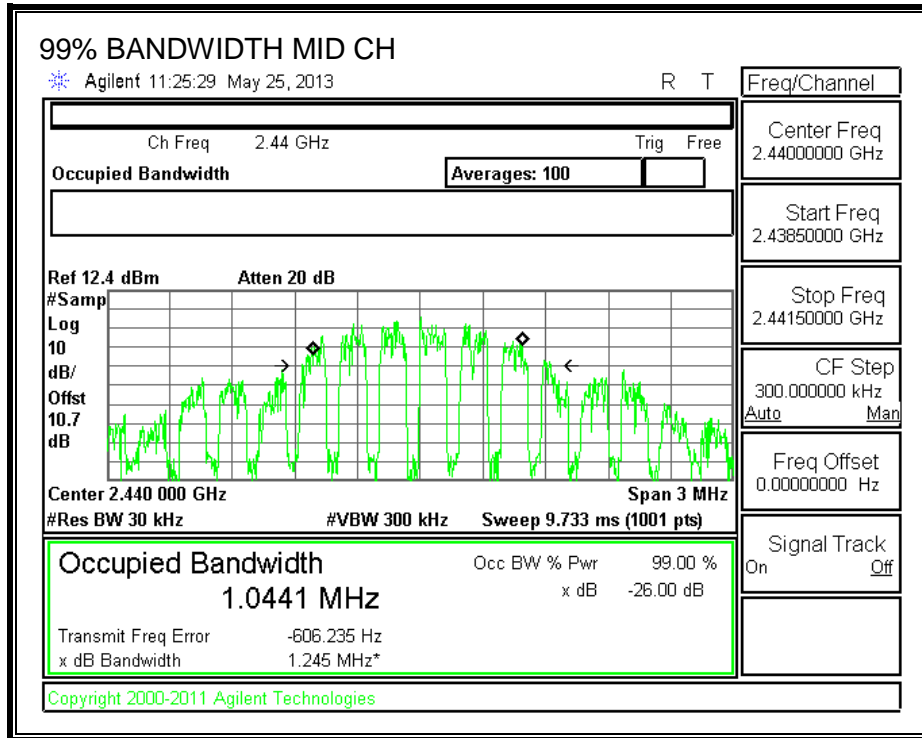 99% BANDWIDTH MID CH
Agilent 11:25:29 May 25, 2013 R T
Freq/Channel
Ch Freq 2.44 GHz Trig Free
Occupied Bandwidth Averages: 100
Center Freq
2.44000000 GHz
Start Freq
2.43850000 GHz
Stop Freq
2.44150000 GHz
CF Step
300.000000 kHz
Auto Man
Freq Offset
0.00000000 Hz
Signal Track
On Off
Ref 12.4 dBm Atten 20 dB
#Samp
Log
10
dB/
Offst
10.7
dB
Center 2.440 000 GHz Span 3 MHz
#Res BW 30 kHz #VBW 300 kHz Sweep 9.733 ms (1001 pts)
Occupied Bandwidth Occ BW % Pwr 99.00 %
1.0441 MHz x dB -26.00 dB
Transmit Freq Error -606.235 Hz
x dB Bandwidth 1.245 MHz*
Copyright 2000-2011 Agilent Technologies